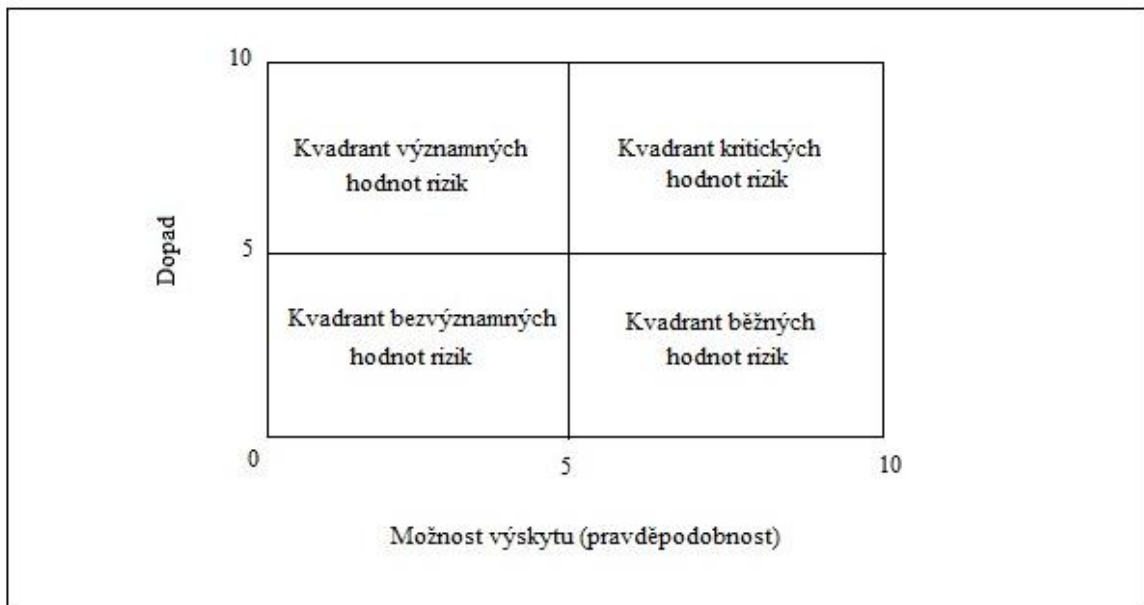 10
Kvadrant významných
hodnot rizik
Kvadrant kritických
hodnot rizik
Dopad
5
Kvadrant bezvýznamných
hodnot rizik
Kvadrant běžných
hodnot rizik
0
5
10
Možnost výskytu (pravděpodobnost)